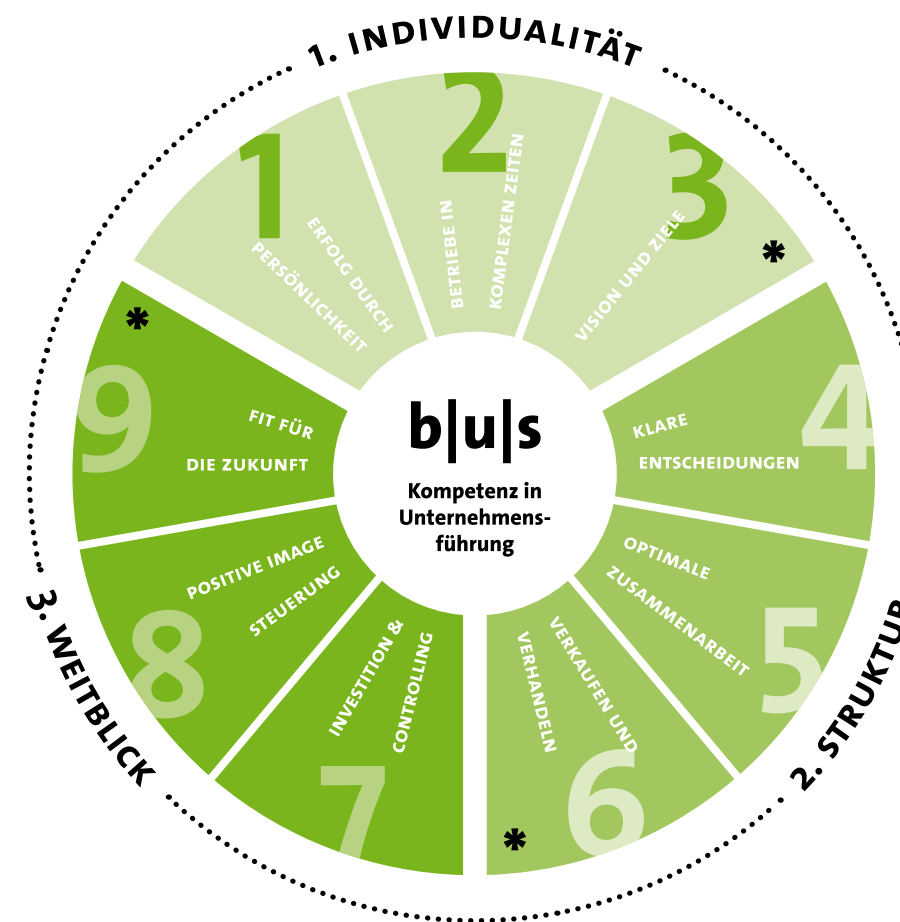 1. INDIVIDUALITÄT
1
ERFOLG DURCH
PERSÖNLICHKEIT
2
BETRIEBE IN
KOMPLEXEN ZEITEN
3
VISION UND ZIELE
*
2. STRUKTUR
4
KLARE
ENTSCHEIDUNGEN
5
OPTIMALE
ZUSAMMENARBEIT
6
VERKAUFEN UND
VERHANDELN
*
3. WEITBLICK
7
INVESTITION &
CONTROLLING
8
POSITIVE IMAGE
STEUERUNG
9
FIT FÜR
DIE ZUKUNFT
*
b|u|s
Kompetenz in
Unternehmens-
führung